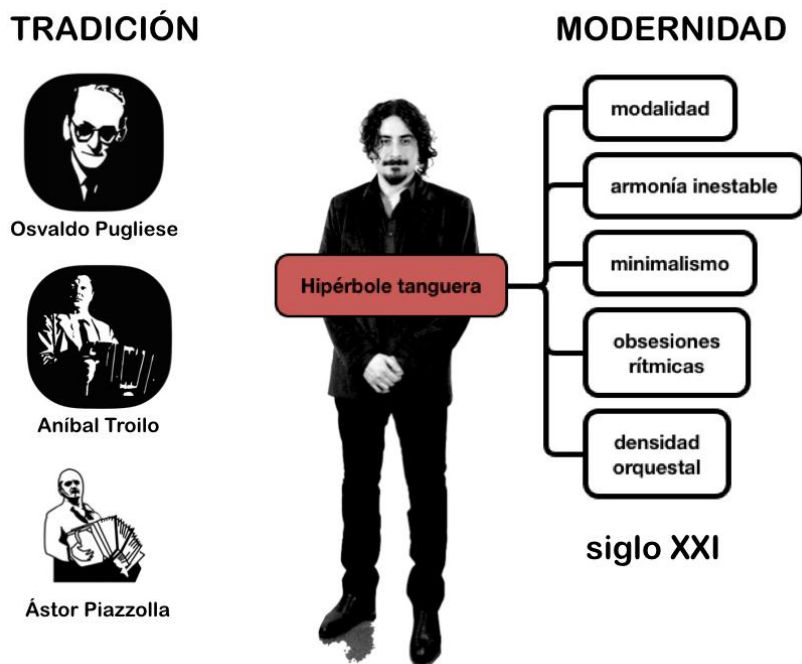 TRADICIÓN
Osvaldo Pugliese
Aníbal Troilo
Ástor Piazzolla
Hipérbole tanguera
MODERNIDAD
modalidad
armonía inestable
minimalismo
obsesiones
rítmicas
densidad
orquestal
siglo XXI